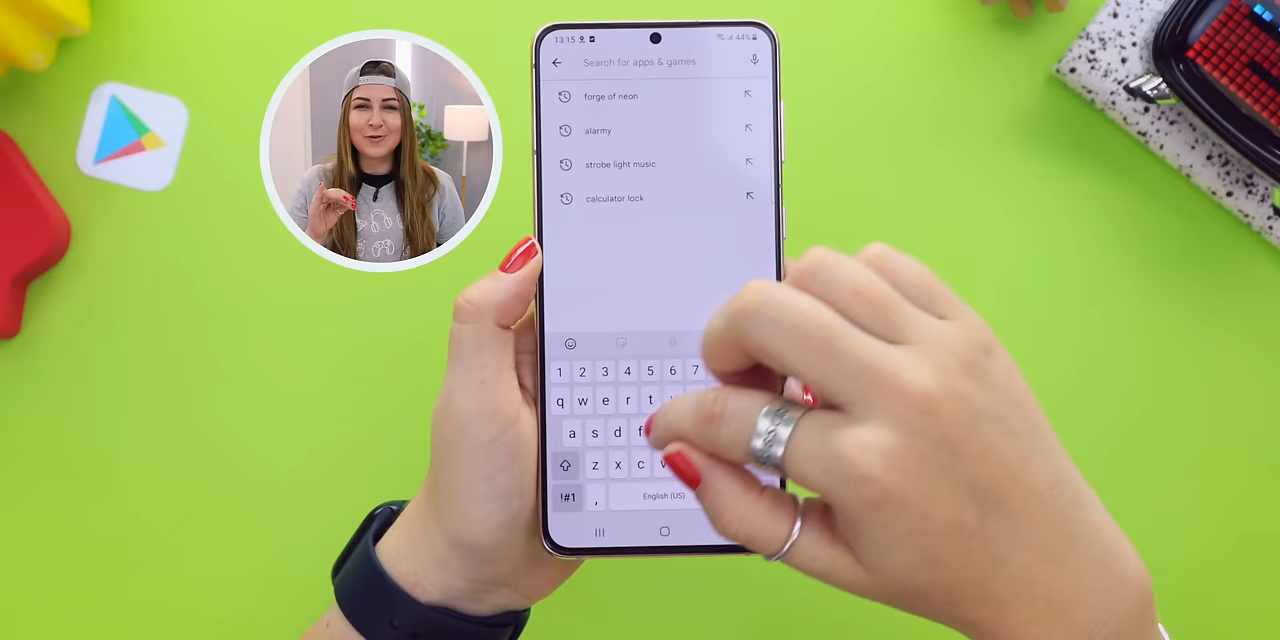 13:15
44%
Search for apps & games
forge of neon
alarmy
strobe light music
calculator lock
1 2 3 4 5 6 7
q w e r t
a s d f
z x c v
!#1 , English (US)